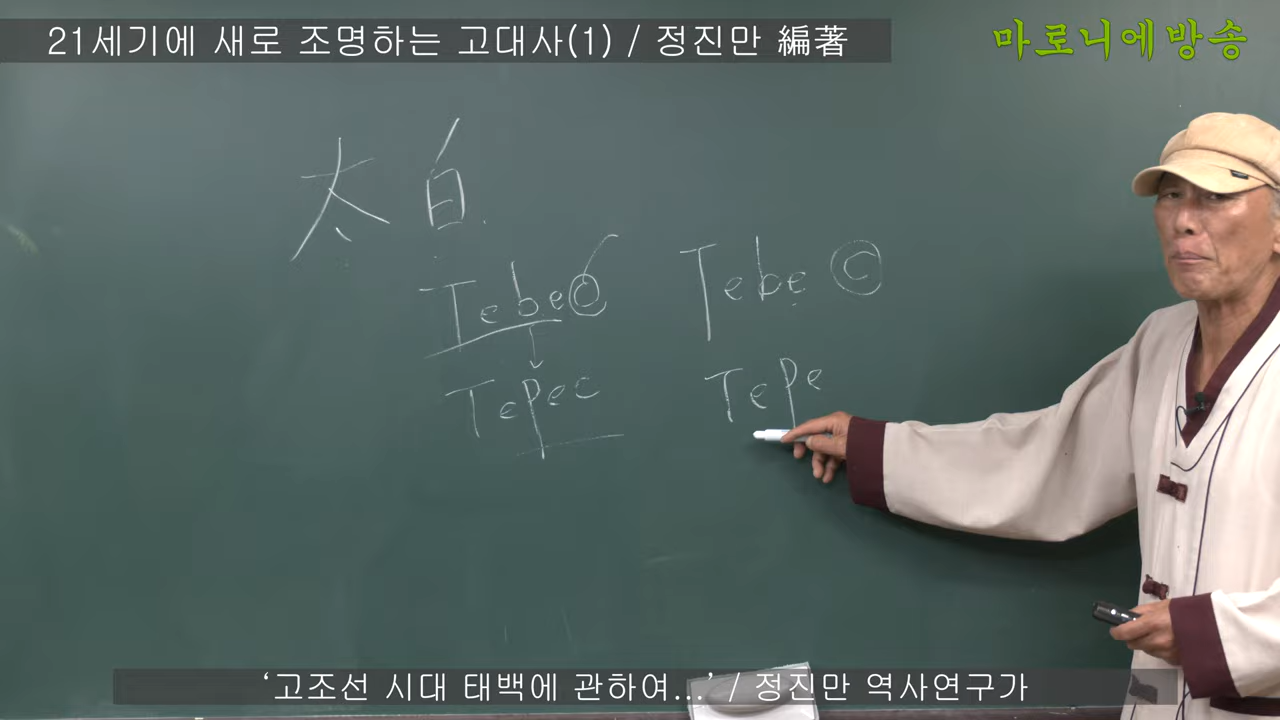 21세기에 새로 조명하는 고대사(1) / 정진만 編著
마로니에방송
太白
Tebec
Tebe c
Tepec
Tepe
‘고조선 시대 태백에 관하여...’ / 정진만 역사연구가